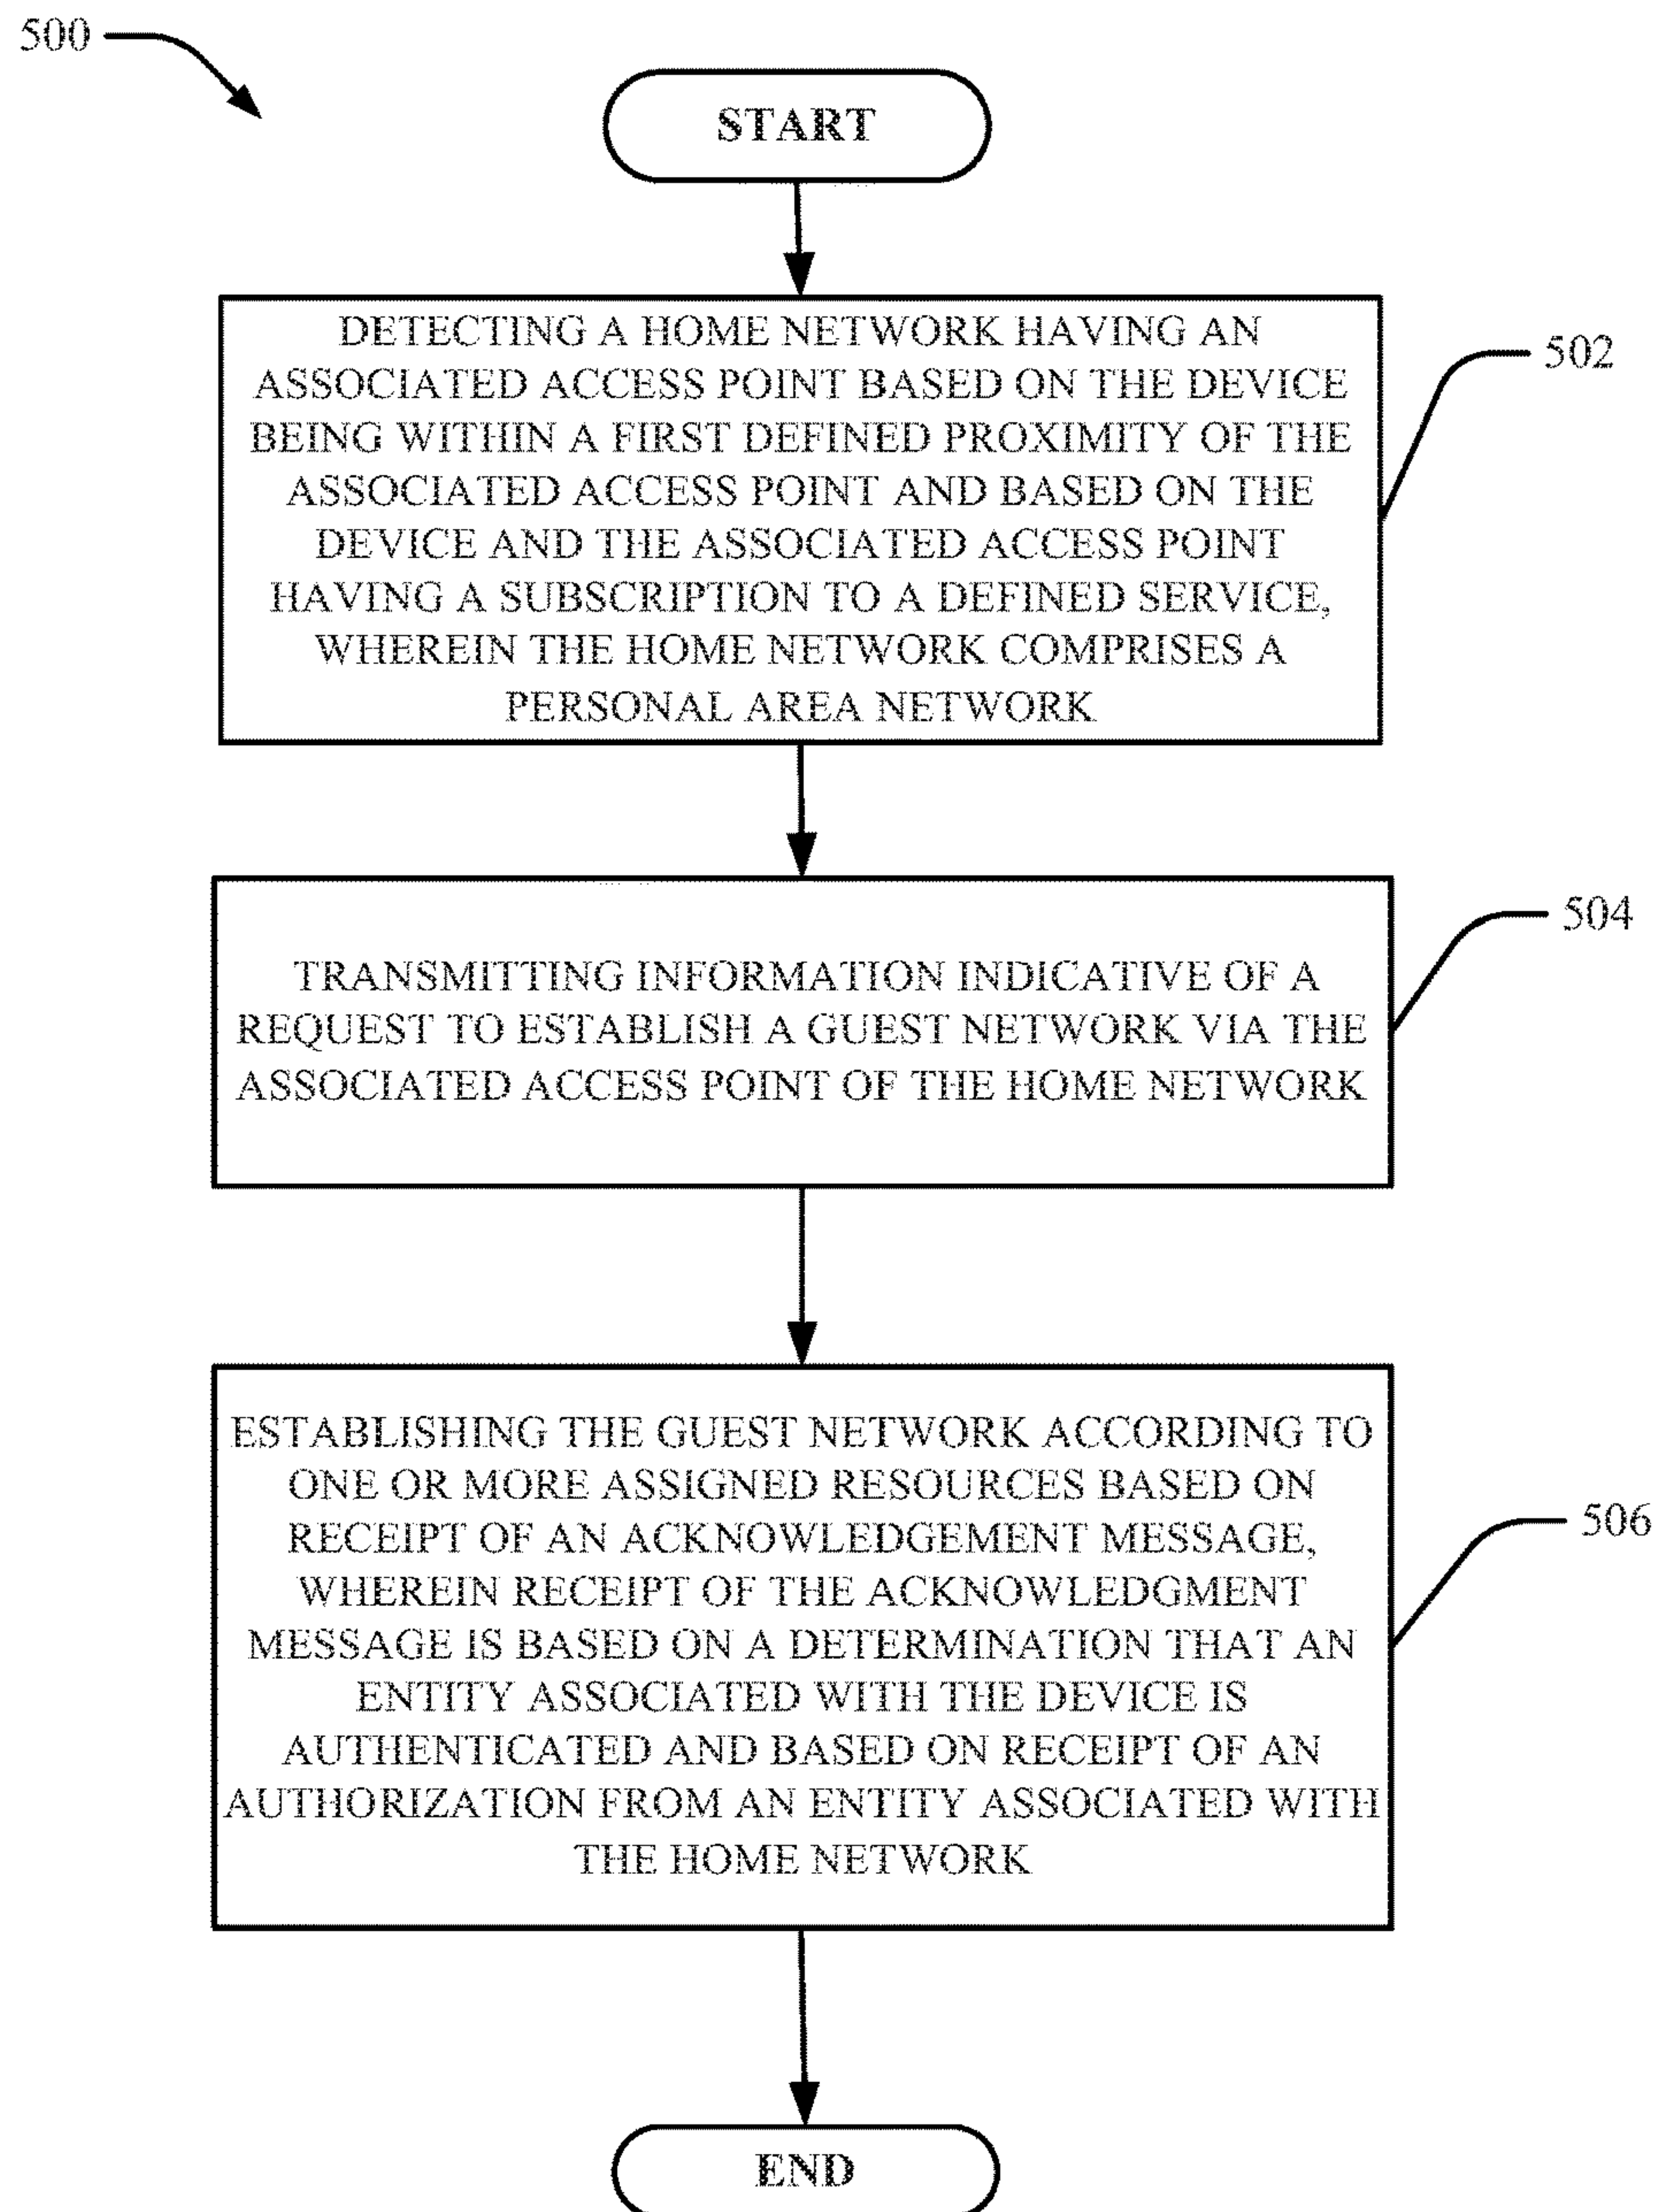 500
START
DETECTING A HOME NETWORK HAVING AN
ASSOCIATED ACCESS POINT BASED ON THE DEVICE
BEING WITHIN A FIRST DEFINED PROXIMITY OF THE
ASSOCIATED ACCESS POINT AND BASED ON THE
DEVICE AND THE ASSOCIATED ACCESS POINT
HAVING A SUBSCRIPTION TO A DEFINED SERVICE,
WHEREIN THE HOME NETWORK COMPRISES A
PERSONAL AREA NETWORK
502
TRANSMITTING INFORMATION INDICATIVE OF A
REQUEST TO ESTABLISH A GUEST NETWORK VIA THE
ASSOCIATED ACCESS POINT OF THE HOME NETWORK
504
ESTABLISHING THE GUEST NETWORK ACCORDING TO
ONE OR MORE ASSIGNED RESOURCES BASED ON
RECEIPT OF AN ACKNOWLEDGEMENT MESSAGE,
WHEREIN RECEIPT OF THE ACKNOWLEDGMENT
MESSAGE IS BASED ON A DETERMINATION THAT AN
ENTITY ASSOCIATED WITH THE DEVICE IS
AUTHENTICATED AND BASED ON RECEIPT OF AN
AUTHORIZATION FROM AN ENTITY ASSOCIATED WITH
THE HOME NETWORK
506
END